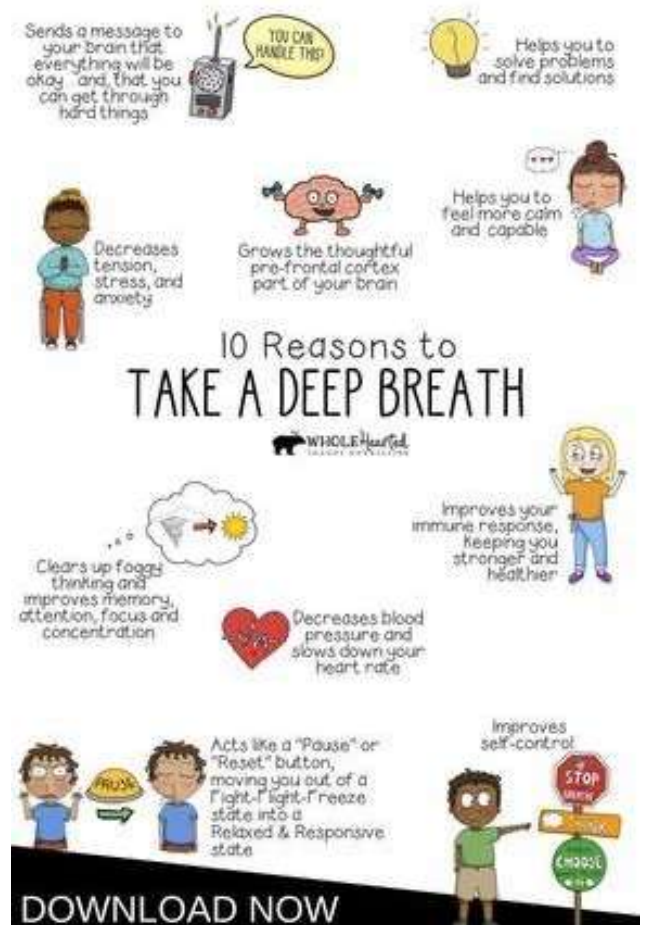 Sends a message to
your brain that
everything will be
okay and, that you
can get through
hard things
YOU CAN
HANDLE THIS!
Helps you to
solve problems
and find solutions
Decreases
tension,
stress, and
anxiety
Grows the thoughtful
pre-frontal cortex
part of your brain
Helps you to
feel more calm
and capable
10 Reasons to
TAKE A DEEP BREATH
WHOLEHearted
Improves your
immune response,
keeping you
stronger and
healthier
Clears up foggy
thinking and
improves memory,
attention, focus and
concentration
Decreases blood
pressure and
slows down your
heart rate
PAUSE
Acts like a "Pause" or
"Reset" button,
moving you out of a
Fight-Flight-Freeze
state into a
Relaxed & Responsive
state
Improves
self-control
STOP
CHOOSE
DOWNLOAD NOW